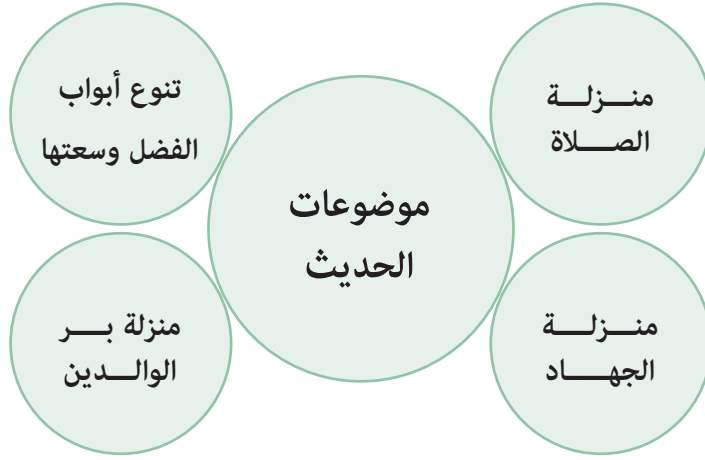 موضوعات
الحديث
منـــزلـــة
الصـــلاة
تنوع أبواب
الفضل وسعتها
منـــزلـــة
الجهـــاد
منزلة بـــر
الوالـــدين